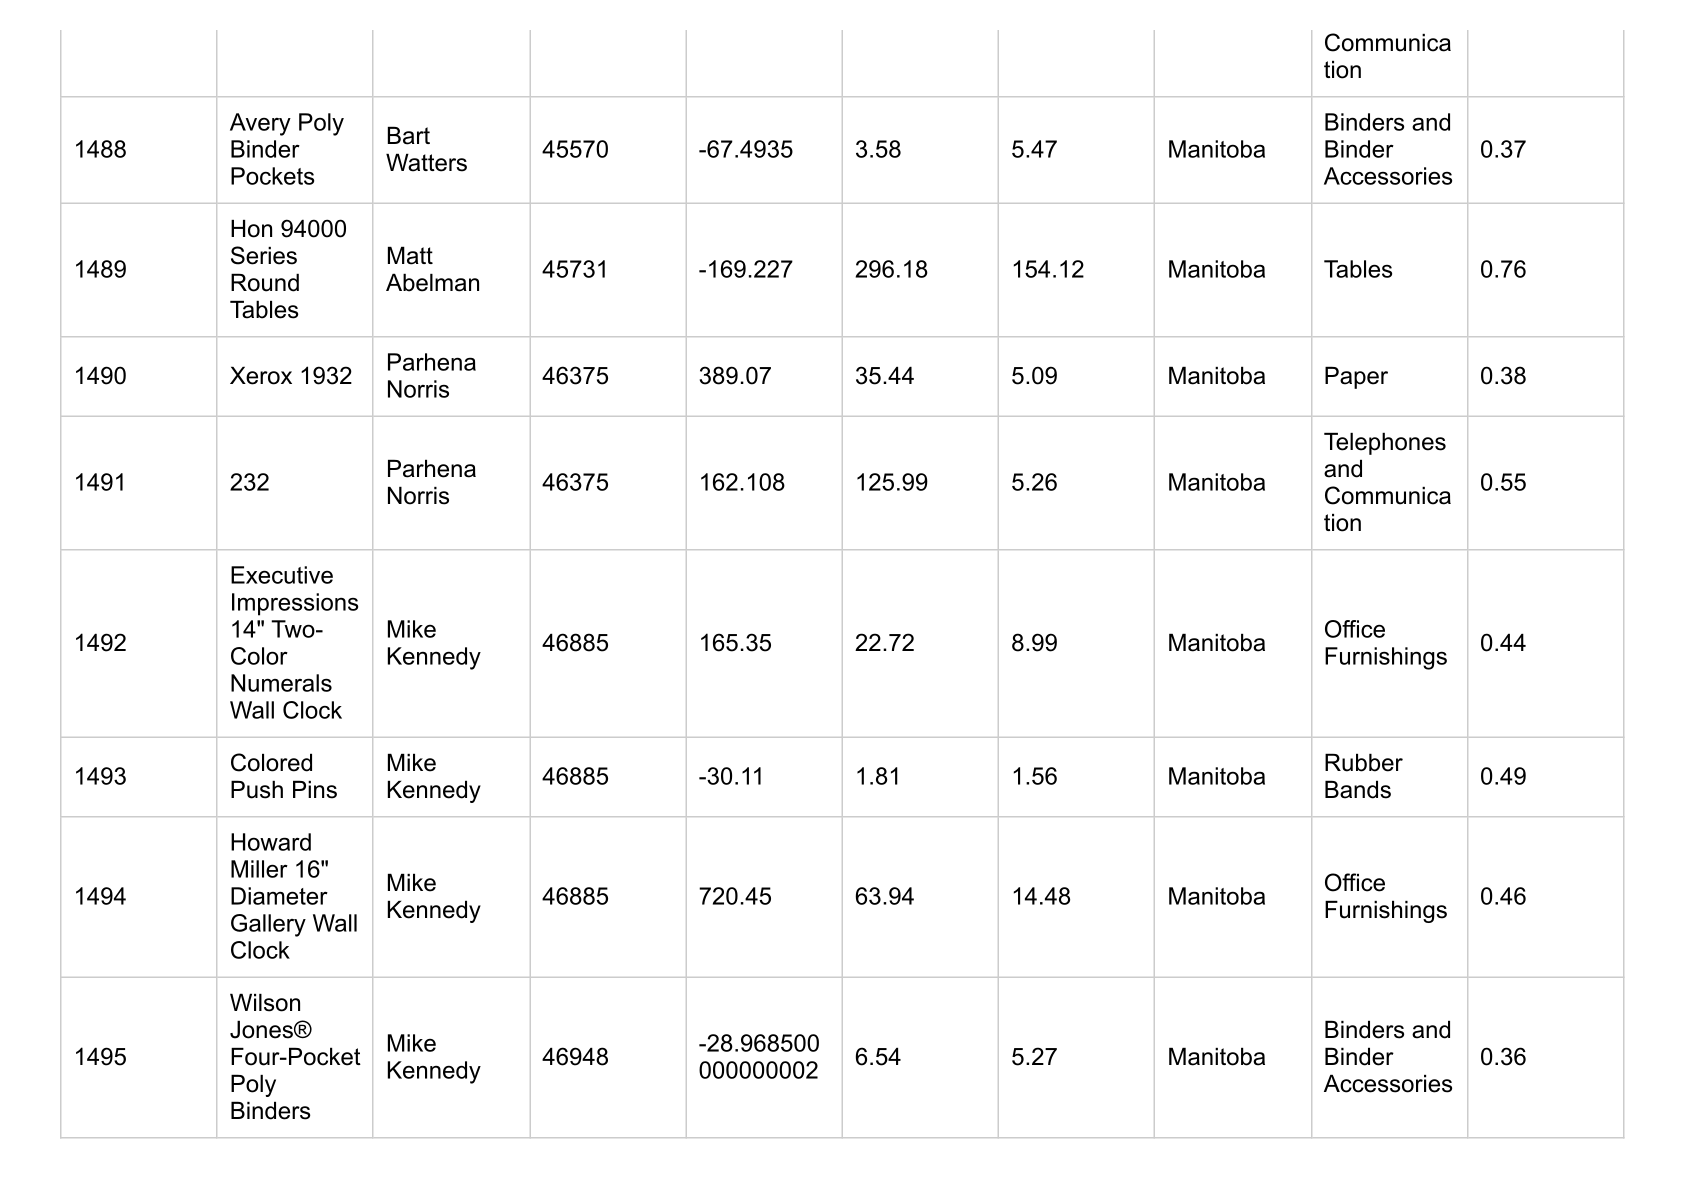 Communica
tion
1488
Avery Poly
Binder
Pockets
Bart
Watters
45570
-67.4935
3.58
5.47
Manitoba
Binders and
Binder
Accessories
0.37
1489
Hon 94000
Series
Round
Tables
Matt
Abelman
45731
-169.227
296.18
154.12
Manitoba
Tables
0.76
1490
Xerox 1932
Parhena
Norris
46375
389.07
35.44
5.09
Manitoba
Paper
0.38
1491
232
Parhena
Norris
46375
162.108
125.99
5.26
Manitoba
Telephones
and
Communica
tion
0.55
1492
Executive
Impressions
14" Two-
Color
Numerals
Wall Clock
Mike
Kennedy
46885
165.35
22.72
8.99
Manitoba
Office
Furnishings
0.44
1493
Colored
Push Pins
Mike
Kennedy
46885
-30.11
1.81
1.56
Manitoba
Rubber
Bands
0.49
1494
Howard
Miller 16"
Diameter
Gallery Wall
Clock
Mike
Kennedy
46885
720.45
63.94
14.48
Manitoba
Office
Furnishings
0.46
1495
Wilson
Jones®
Four-Pocket
Poly
Binders
Mike
Kennedy
46948
-28.968500
000000002
6.54
5.27
Manitoba
Binders and
Binder
Accessories
0.36